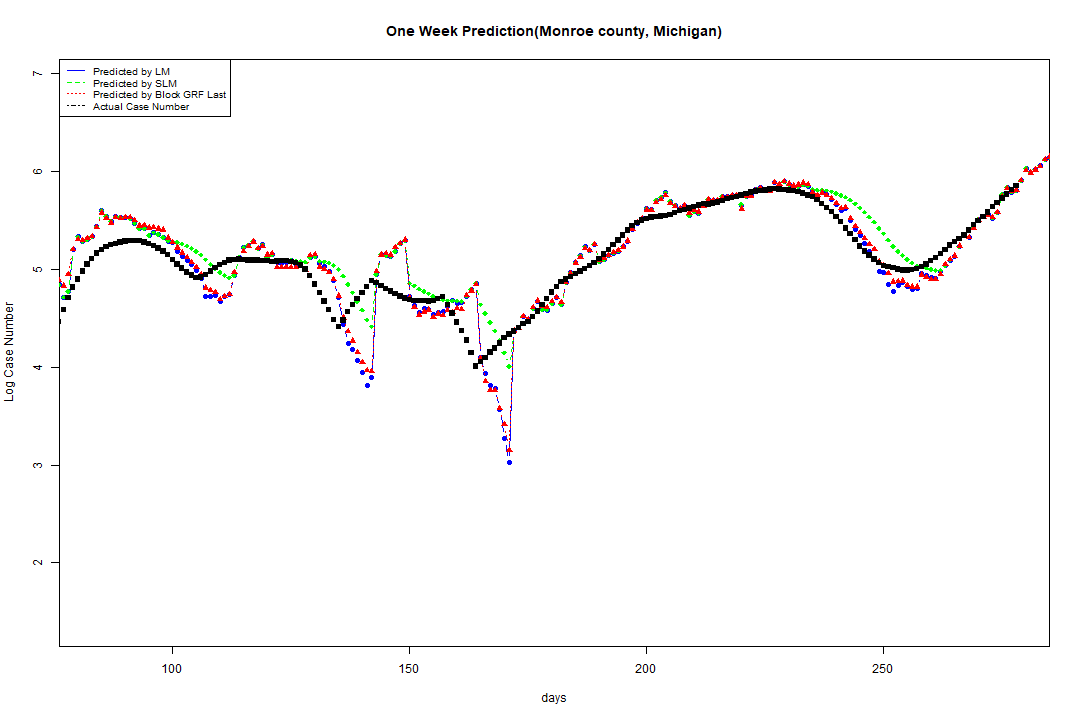 One Week Prediction(Monroe county, Michigan)
Predicted by LM
Predicted by SLM
Predicted by Block GRF Last
Actual Case Number
7
6
5
4
3
2
Log Case Number
100 150 200 250
days